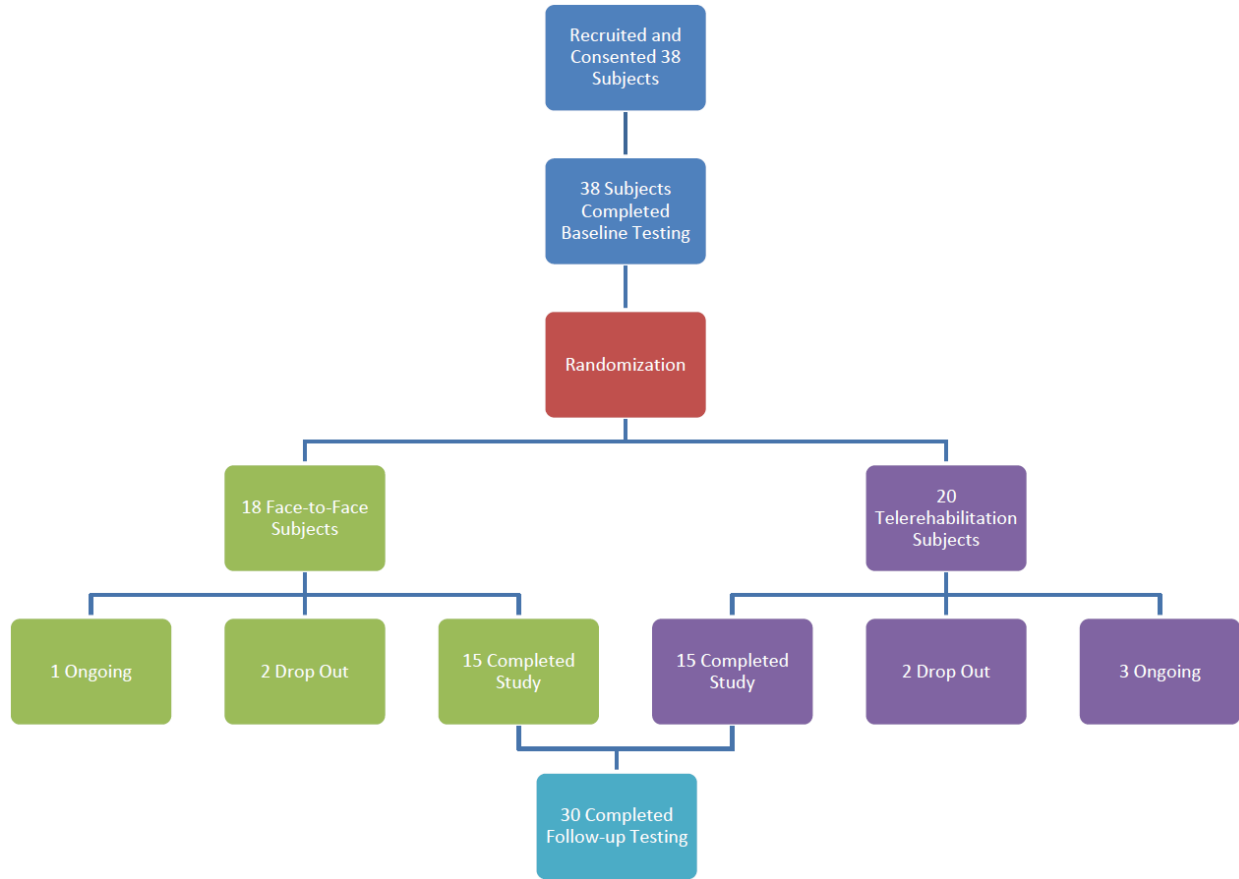 Recruited and
Consented 38
Subjects
38 Subjects
Completed
Baseline Testing
Randomization
18 Face-to-Face
Subjects
20
Telerehabilitation
Subjects
1 Ongoing
2 Drop Out
15 Completed
Study
15 Completed
Study
2 Drop Out
3 Ongoing
30 Completed
Follow-up Testing